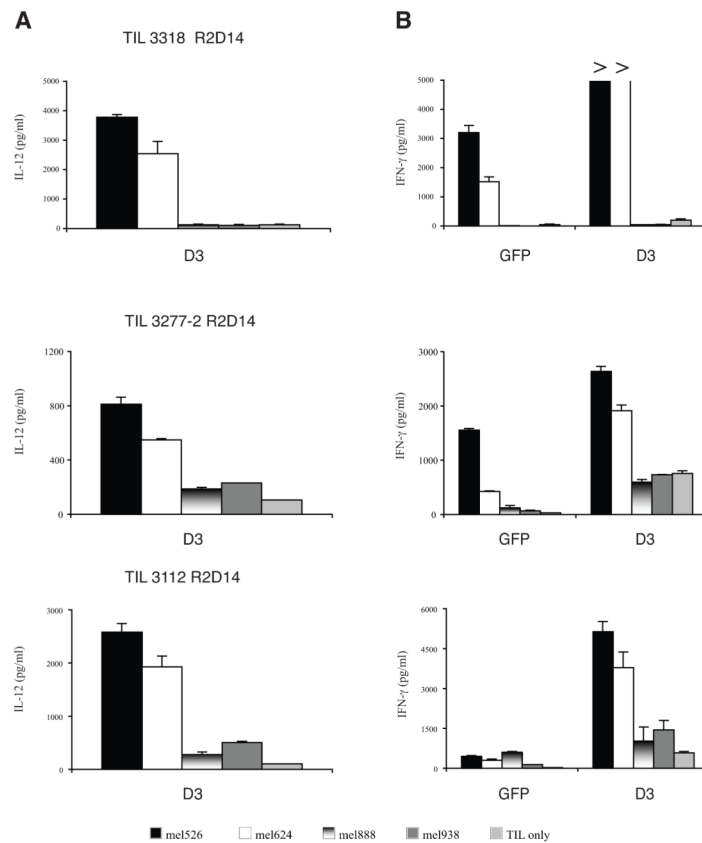 A
B
TIL 3318 R2D14
IL-12 (pg/ml)
5000
4000
3000
2000
1000
0
D3
IFN-γ (pg/ml)
5000
4000
3000
2000
1000
0
> >
GFP D3
TIL 3277-2 R2D14
IL-12 (pg/ml)
1200
800
400
0
D3
IFN-γ (pg/ml)
3000
2000
1000
0
GFP D3
TIL 3112 R2D14
IL-12 (pg/ml)
3000
2000
1000
0
D3
IFN-γ (pg/ml)
6000
4500
3000
1500
0
GFP D3
mel526 mel624 mel888 mel938 TIL only